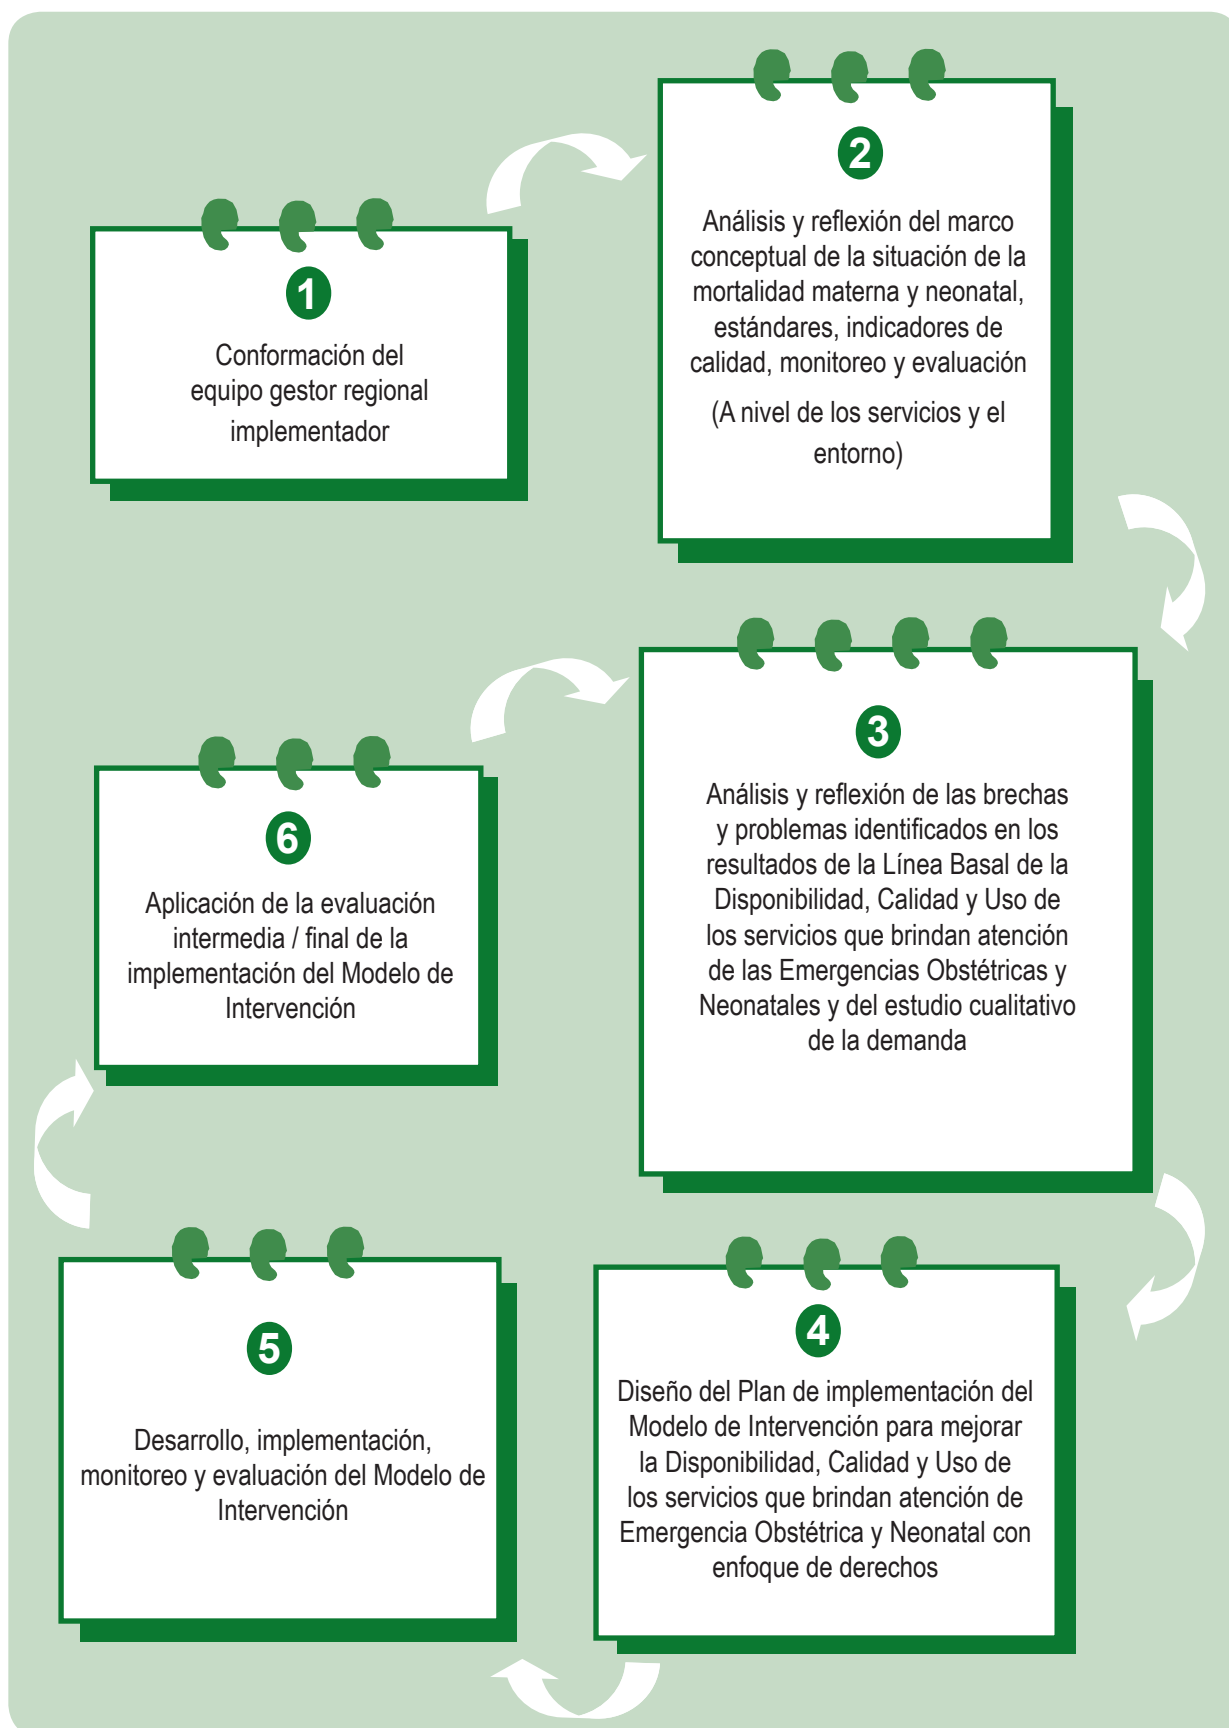 1
Conformación del
equipo gestor regional
implementador
2
Análisis y reflexión del marco
conceptual de la situación de la
mortalidad materna y neonatal,
estándares, indicadores de
calidad, monitoreo y evaluación
(A nivel de los servicios y el
entorno)
3
Análisis y reflexión de las brechas
y problemas identificados en los
resultados de la Línea Basal de la
Disponibilidad, Calidad y Uso de
los servicios que brindan atención
de las Emergencias Obstétricas y
Neonatales y del estudio cualitativo
de la demanda
4
Diseño del Plan de implementación del
Modelo de Intervención para mejorar
la Disponibilidad, Calidad y Uso de
los servicios que brindan atención de
Emergencia Obstétrica y Neonatal con
enfoque de derechos
5
Desarrollo, implementación,
monitoreo y evaluación del Modelo de
Intervención
6
Aplicación de la evaluación
intermedia / final de la
implementación del Modelo de
Intervención